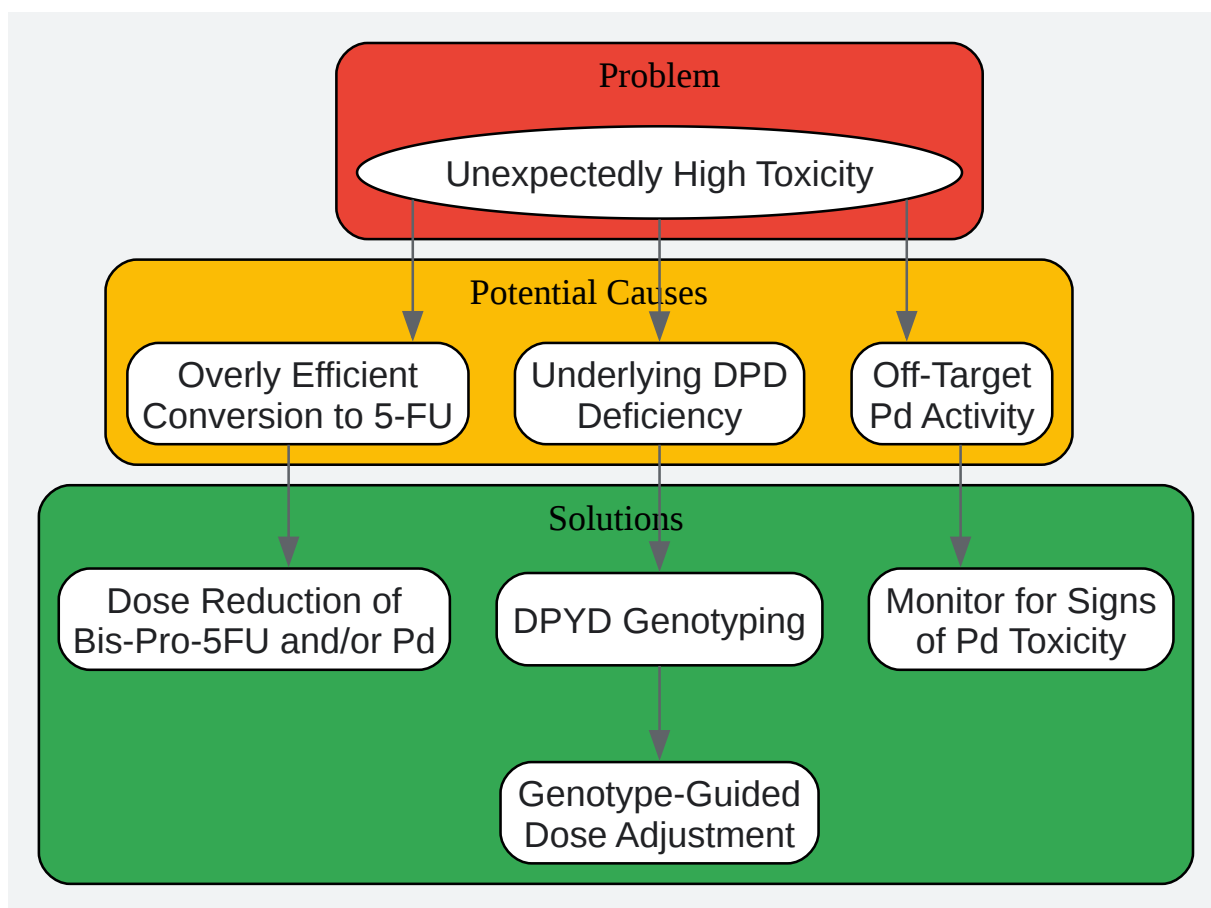 Problem
Unexpectedly High Toxicity
Potential Causes
Overly Efficient
Conversion to 5-FU
Underlying DPD
Deficiency
Off-Target
Pd Activity
Solutions
Dose Reduction of
Bis-Pro-5FU and/or Pd
DPYD Genotyping
Monitor for Signs
of Pd Toxicity
Genotype-Guided
Dose Adjustment